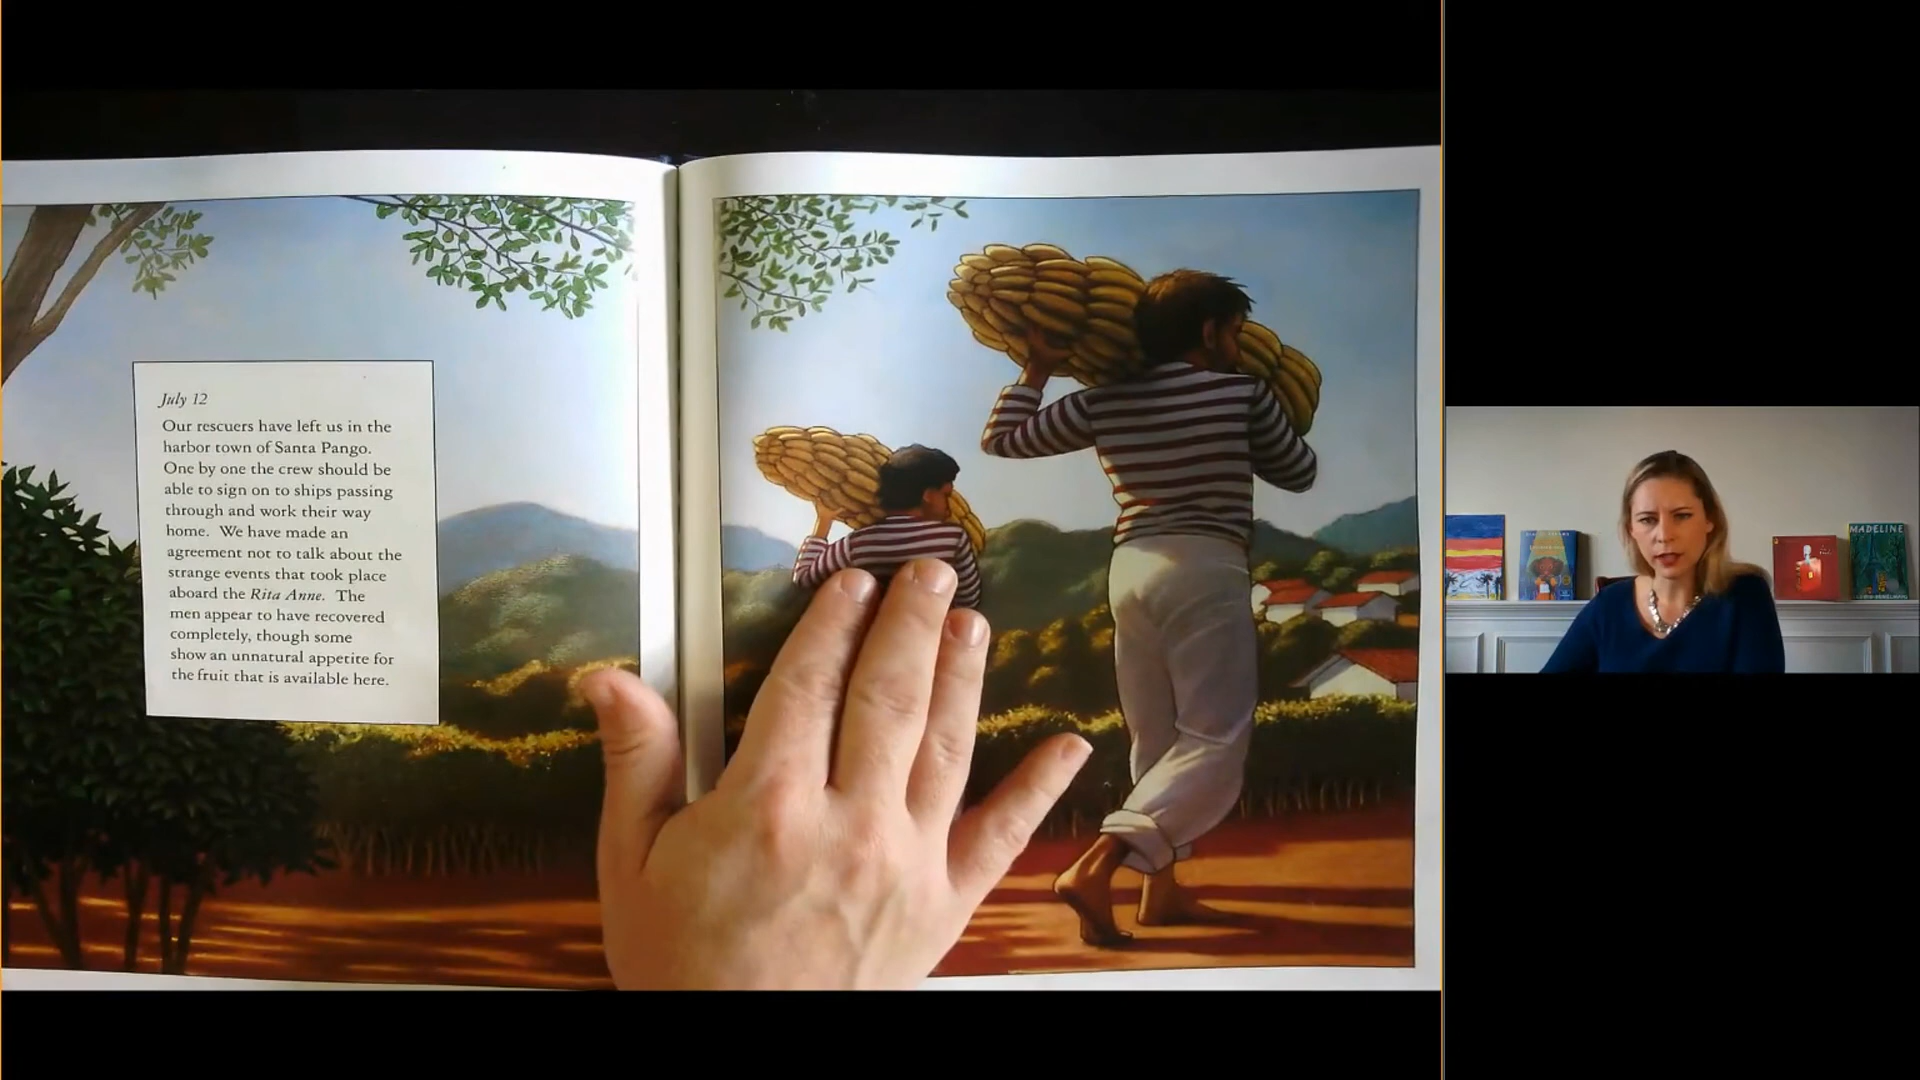 July 12
Our rescuers have left us in the
harbor town of Santa Pango.
One by one the crew should be
able to sign on to ships passing
through and work their way
home. We have made an
agreement not to talk about the
strange events that took place
aboard the Rita Anne. The
men appear to have recovered
completely, though some
show an unnatural appetite for
the fruit that is available here.
MADELINE